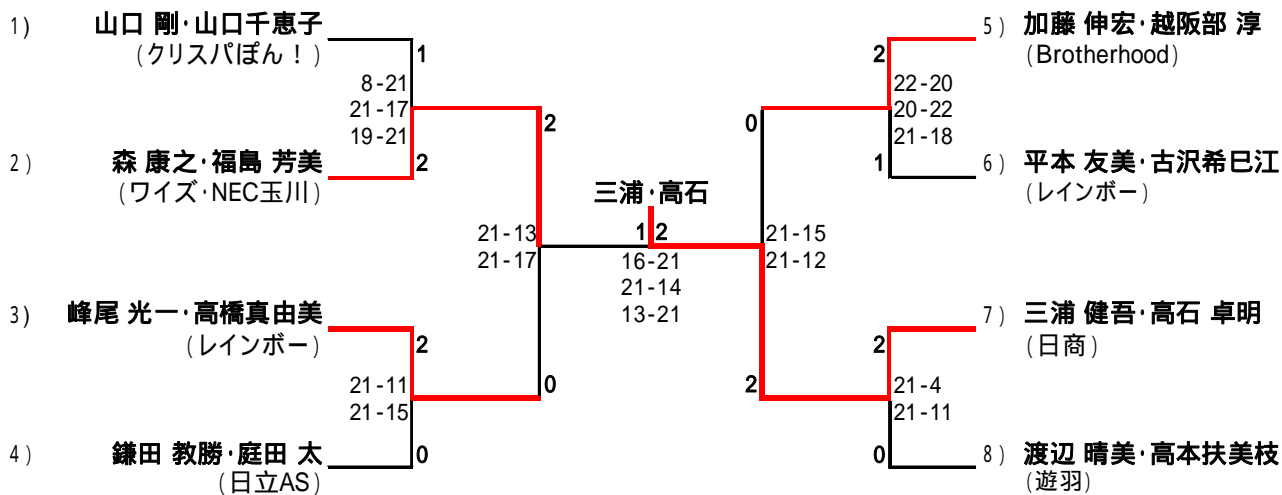 1) 山口 剛・山口千恵子
(クリスパぽん！)
1
8-21
21-17
19-21
2) 森 康之・福島 芳美
2
(ワイズ・NEC玉川)
2
21-13
21-17
3) 峰尾 光一・高橋真由美
(レインボー)
2
21-11
21-15
0
4) 鎌田 教勝・庭田 太
0
(日立AS)
三浦・高石
1 2
16-21
21-14
13-21
5) 加藤 伸宏・越阪部 淳
2
(Brotherhood)
22-20
20-22
21-18
0
1
6) 平本 友美・古沢希巳江
(レインボー)
21-15
21-12
7) 三浦 健吾・高石 卓明
2
(日商)
2
21-4
21-11
0
8) 渡辺 晴美・高本扶美枝
(遊羽)